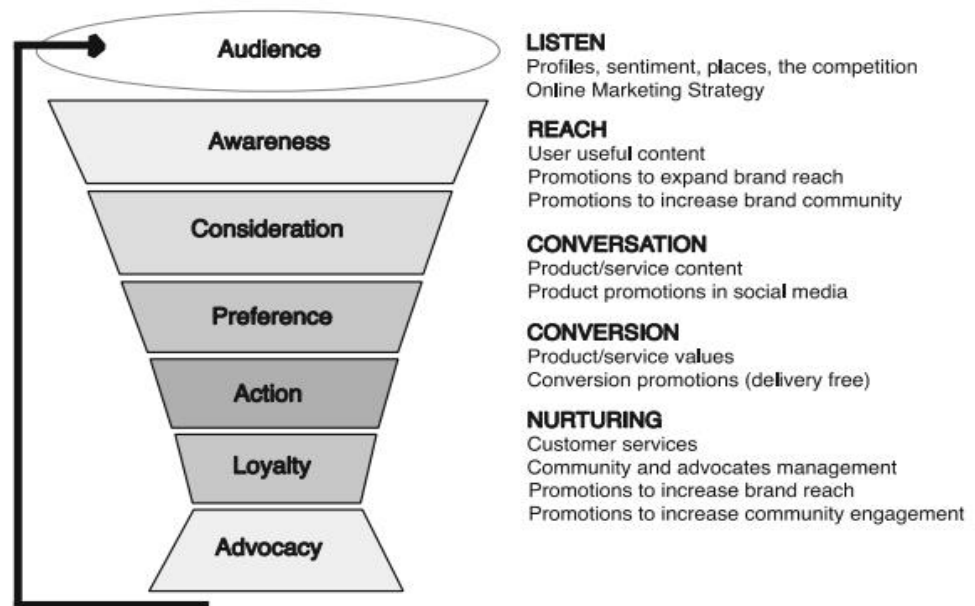 Audience
LISTEN
Profiles, sentiment, places, the competition
Online Marketing Strategy
Awareness
REACH
User useful content
Promotions to expand brand reach
Promotions to increase brand community
Consideration
CONVERSATION
Product/service content
Product promotions in social media
Preference
CONVERSION
Product/service values
Conversion promotions (delivery free)
Action
NURTURING
Customer services
Community and advocates management
Promotions to increase brand reach
Promotions to increase community engagement
Loyalty
Advocacy